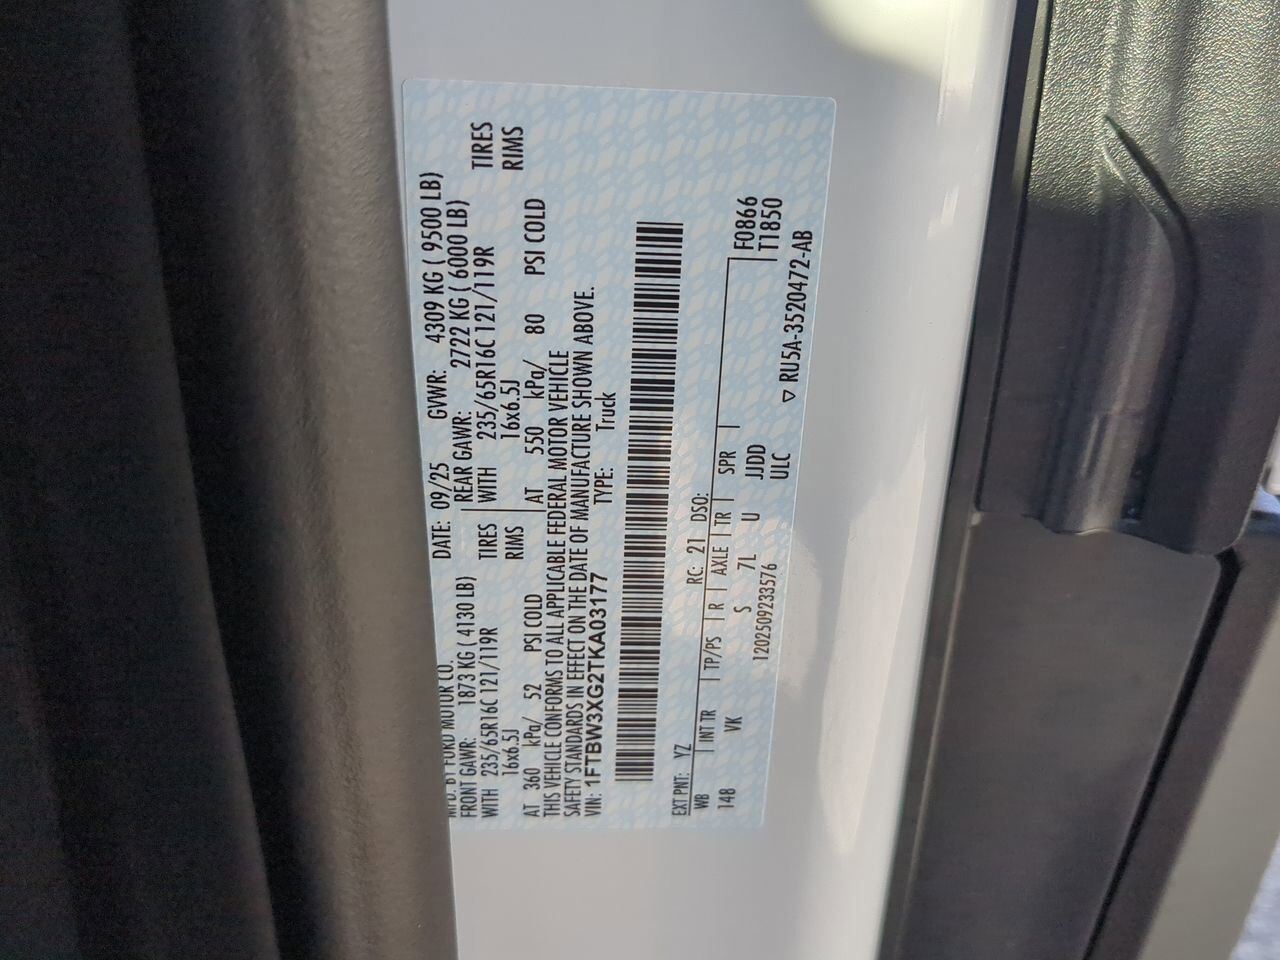 MFD. BY FORD MOTOR CO.
DATE: 09/25 GVWR: 4309 KG ( 9500 LB)
FRONT GAWR: 1873 KG ( 4130 LB) REAR GAWR: 2722 KG ( 6000 LB)
WITH 235/65R16C 121/119R TIRES WITH 235/65R16C 121/119R TIRES
16x6.5J RIMS 16x6.5J RIMS
AT 360 kPa/ 52 PSI COLD AT 550 kPa/ 80 PSI COLD
THIS VEHICLE CONFORMS TO ALL APPLICABLE FEDERAL MOTOR VEHICLE
SAFETY STANDARDS IN EFFECT ON THE DATE OF MANUFACTURE SHOWN ABOVE.
VIN: 1FTBW3XG2TKA03177 TYPE: Truck
EXT PNT: YZ RC: 21 DSO:
WB INT TR TP/PS R AXLE TR SPR F0866
148 VK S 7L U JJDD T1850
1202509233576 ULC
▽ RU5A-3520472-AB